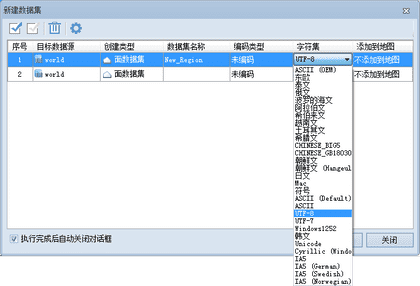 新建数据集
序号 目标数据源 创建类型 数据集名称 编码类型 字符集 添加到地图
1 world 面数据集 New_Region 未编码 UTF-8 不添加到地图
2 world 面数据集 未编码 不添加到地图
ASCII (OEM)
东欧
泰文
俄文
波罗的海文
阿拉伯文
希伯来文
越南文
土耳其文
希腊文
CHINESE_BIG5
CHINESE_GB18030
朝鲜文
朝鲜文 (Hangeul
日文
Mac
符号
ASCII (Default)
ASCII
UTF-8
UTF-7
Windows1252
韩文
Unicode
Cyrillic (Windo
IA5
IA5 (German)
IA5 (Swedish)
IA5 (Norwegian)
执行完成后自动关闭对话框 关闭